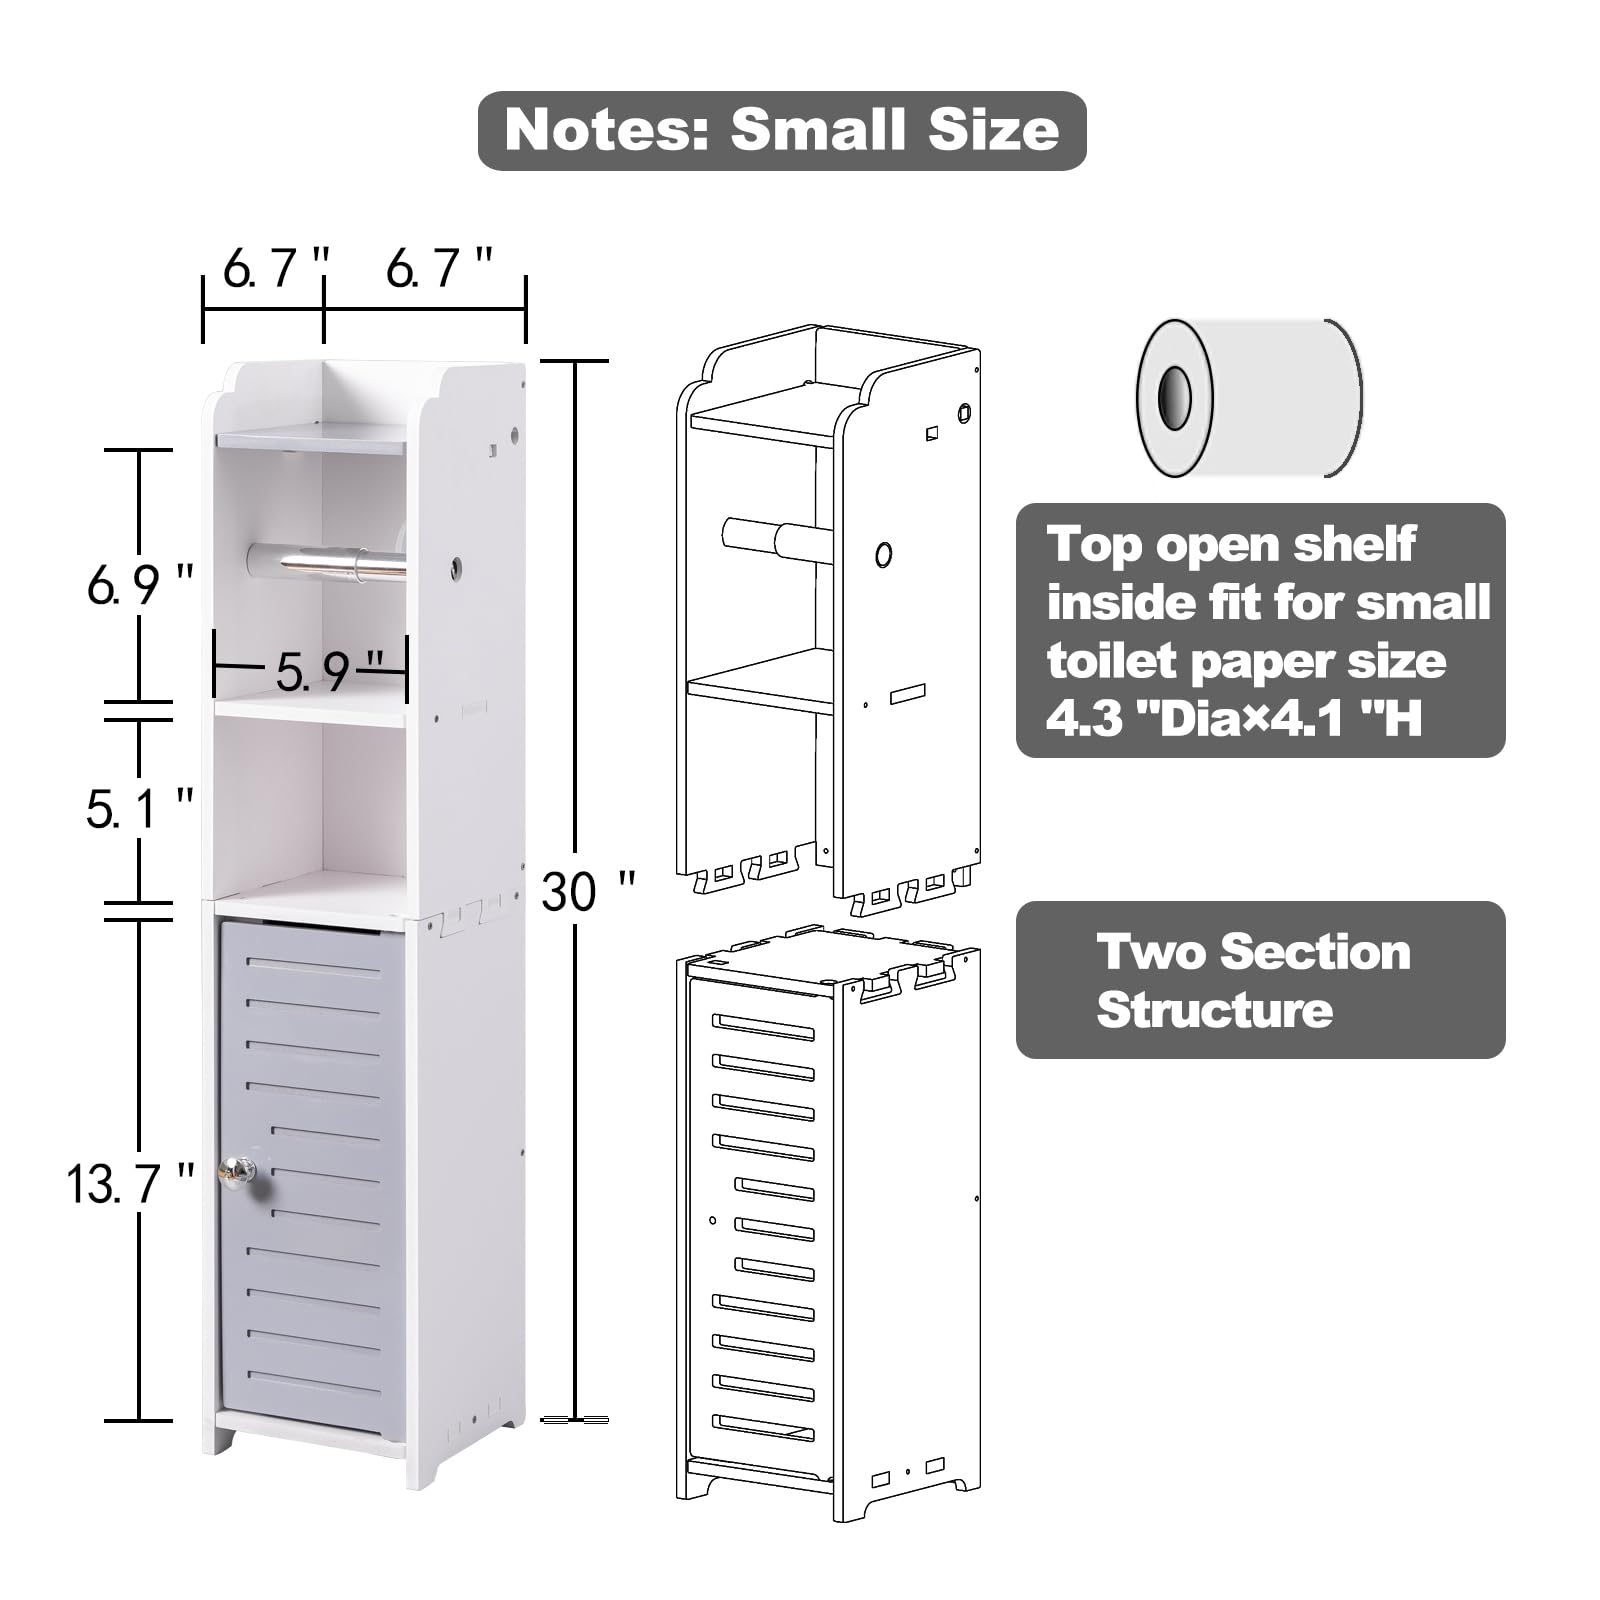 Notes: Small Size
6.7" 6.7"
6.9"
5.9"
5.1"
30"
13.7"
Top open shelf
inside fit for small
toilet paper size
4.3 "Dia×4.1 "H
Two Section
Structure